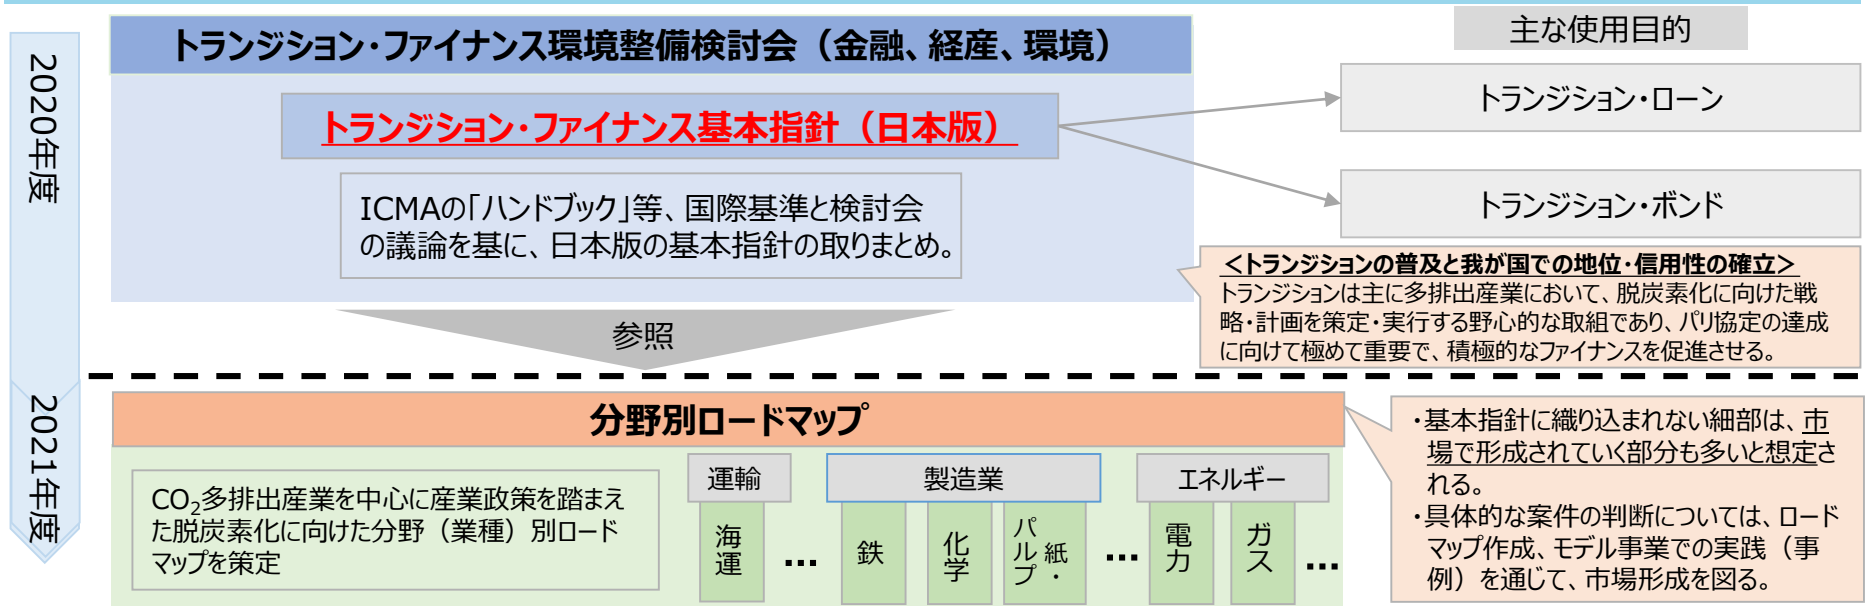 2020年度
トランジション・ファイナンス環境整備検討会（金融、経産、環境）
トランジション・ファイナンス基本指針（日本版）
ICMAの「ハンドブック」等、国際基準と検討会
の議論を基に、日本版の基本指針の取りまとめ。
主な使用目的
トランジション・ローン
トランジション・ボンド
＜トランジションの普及と我が国での地位・信用性の確立＞
トランジションは主に多排出産業において、脱炭素化に向けた戦
略・計画を策定・実行する野心的な取組であり、パリ協定の達成
に向けて極めて重要で、積極的なファイナンスを促進させる。
参照
2021年度
分野別ロードマップ
CO₂多排出産業を中心に産業政策を踏まえ
た脱炭素化に向けた分野（業種）別ロード
マップを策定
運輸
海運
…
製造業
鉄
化学
紙・
パルプ
…
エネルギー
電力
ガス
…
・基本指針に織り込まれない細部は、市
場で形成されていく部分も多いと想定さ
れる。
・具体的な案件の判断については、ロード
マップ作成、モデル事業での実践（事
例）を通じて、市場形成を図る。